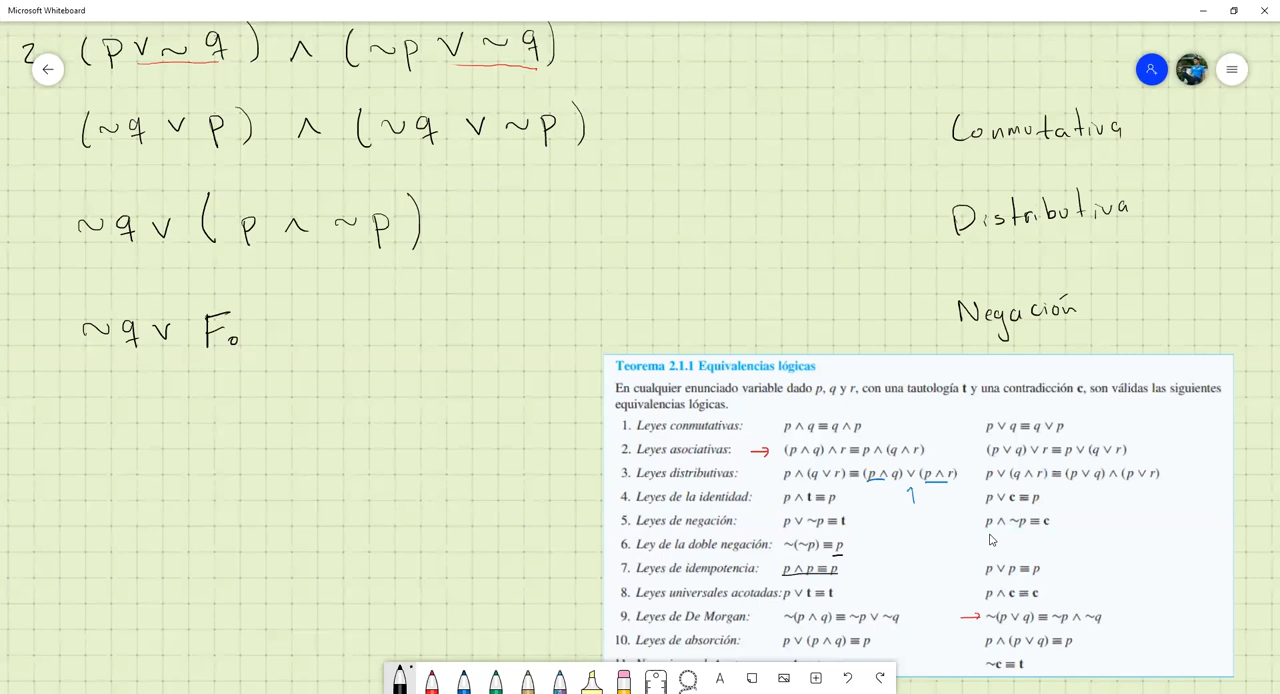 Microsoft Whiteboard
2. (p ∨ ~ q) ∧ (~p ∨ ~ q)
(~q ∨ p) ∧ (~q ∨ ~p) Conmutativa
~q ∨ (p ∧ ~p) Distributiva
~q ∨ F₀ Negación
Teorema 2.1.1 Equivalencias lógicas
En cualquier enunciado variable dado p, q y r, con una tautología t y una contradicción c, son válidas las siguientes
equivalencias lógicas.
1. Leyes conmutativas: p ∧ q ≡ q ∧ p p ∨ q ≡ q ∨ p
2. Leyes asociativas: → (p ∧ q) ∧ r ≡ p ∧ (q ∧ r) (p ∨ q) ∨ r ≡ p ∨ (q ∨ r)
3. Leyes distributivas: p ∧ (q ∨ r) ≡ (p ∧ q) ∨ (p ∧ r) p ∨ (q ∧ r) ≡ (p ∨ q) ∧ (p ∨ r)
4. Leyes de la identidad: p ∧ t ≡ p p ∨ c ≡ p
5. Leyes de negación: p ∨ ~p ≡ t p ∧ ~p ≡ c
6. Ley de la doble negación: ~(~p) ≡ p
7. Leyes de idempotencia: p ∧ p ≡ p p ∨ p ≡ p
8. Leyes universales acotadas: p ∨ t ≡ t p ∧ c ≡ c
9. Leyes de De Morgan: ~(p ∧ q) ≡ ~p ∨ ~q → ~(p ∨ q) ≡ ~p ∧ ~q
10. Leyes de absorción: p ∨ (p ∧ q) ≡ p p ∧ (p ∨ q) ≡ p
~c ≡ t
A